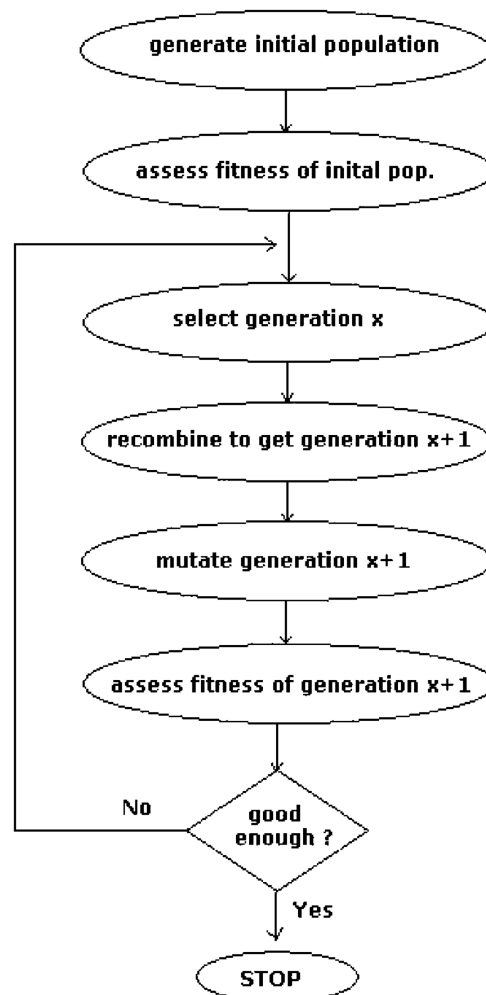 generate initial population
assess fitness of inital pop.
select generation x
recombine to get generation x+1
mutate generation x+1
assess fitness of generation x+1
No
good
enough ?
Yes
STOP